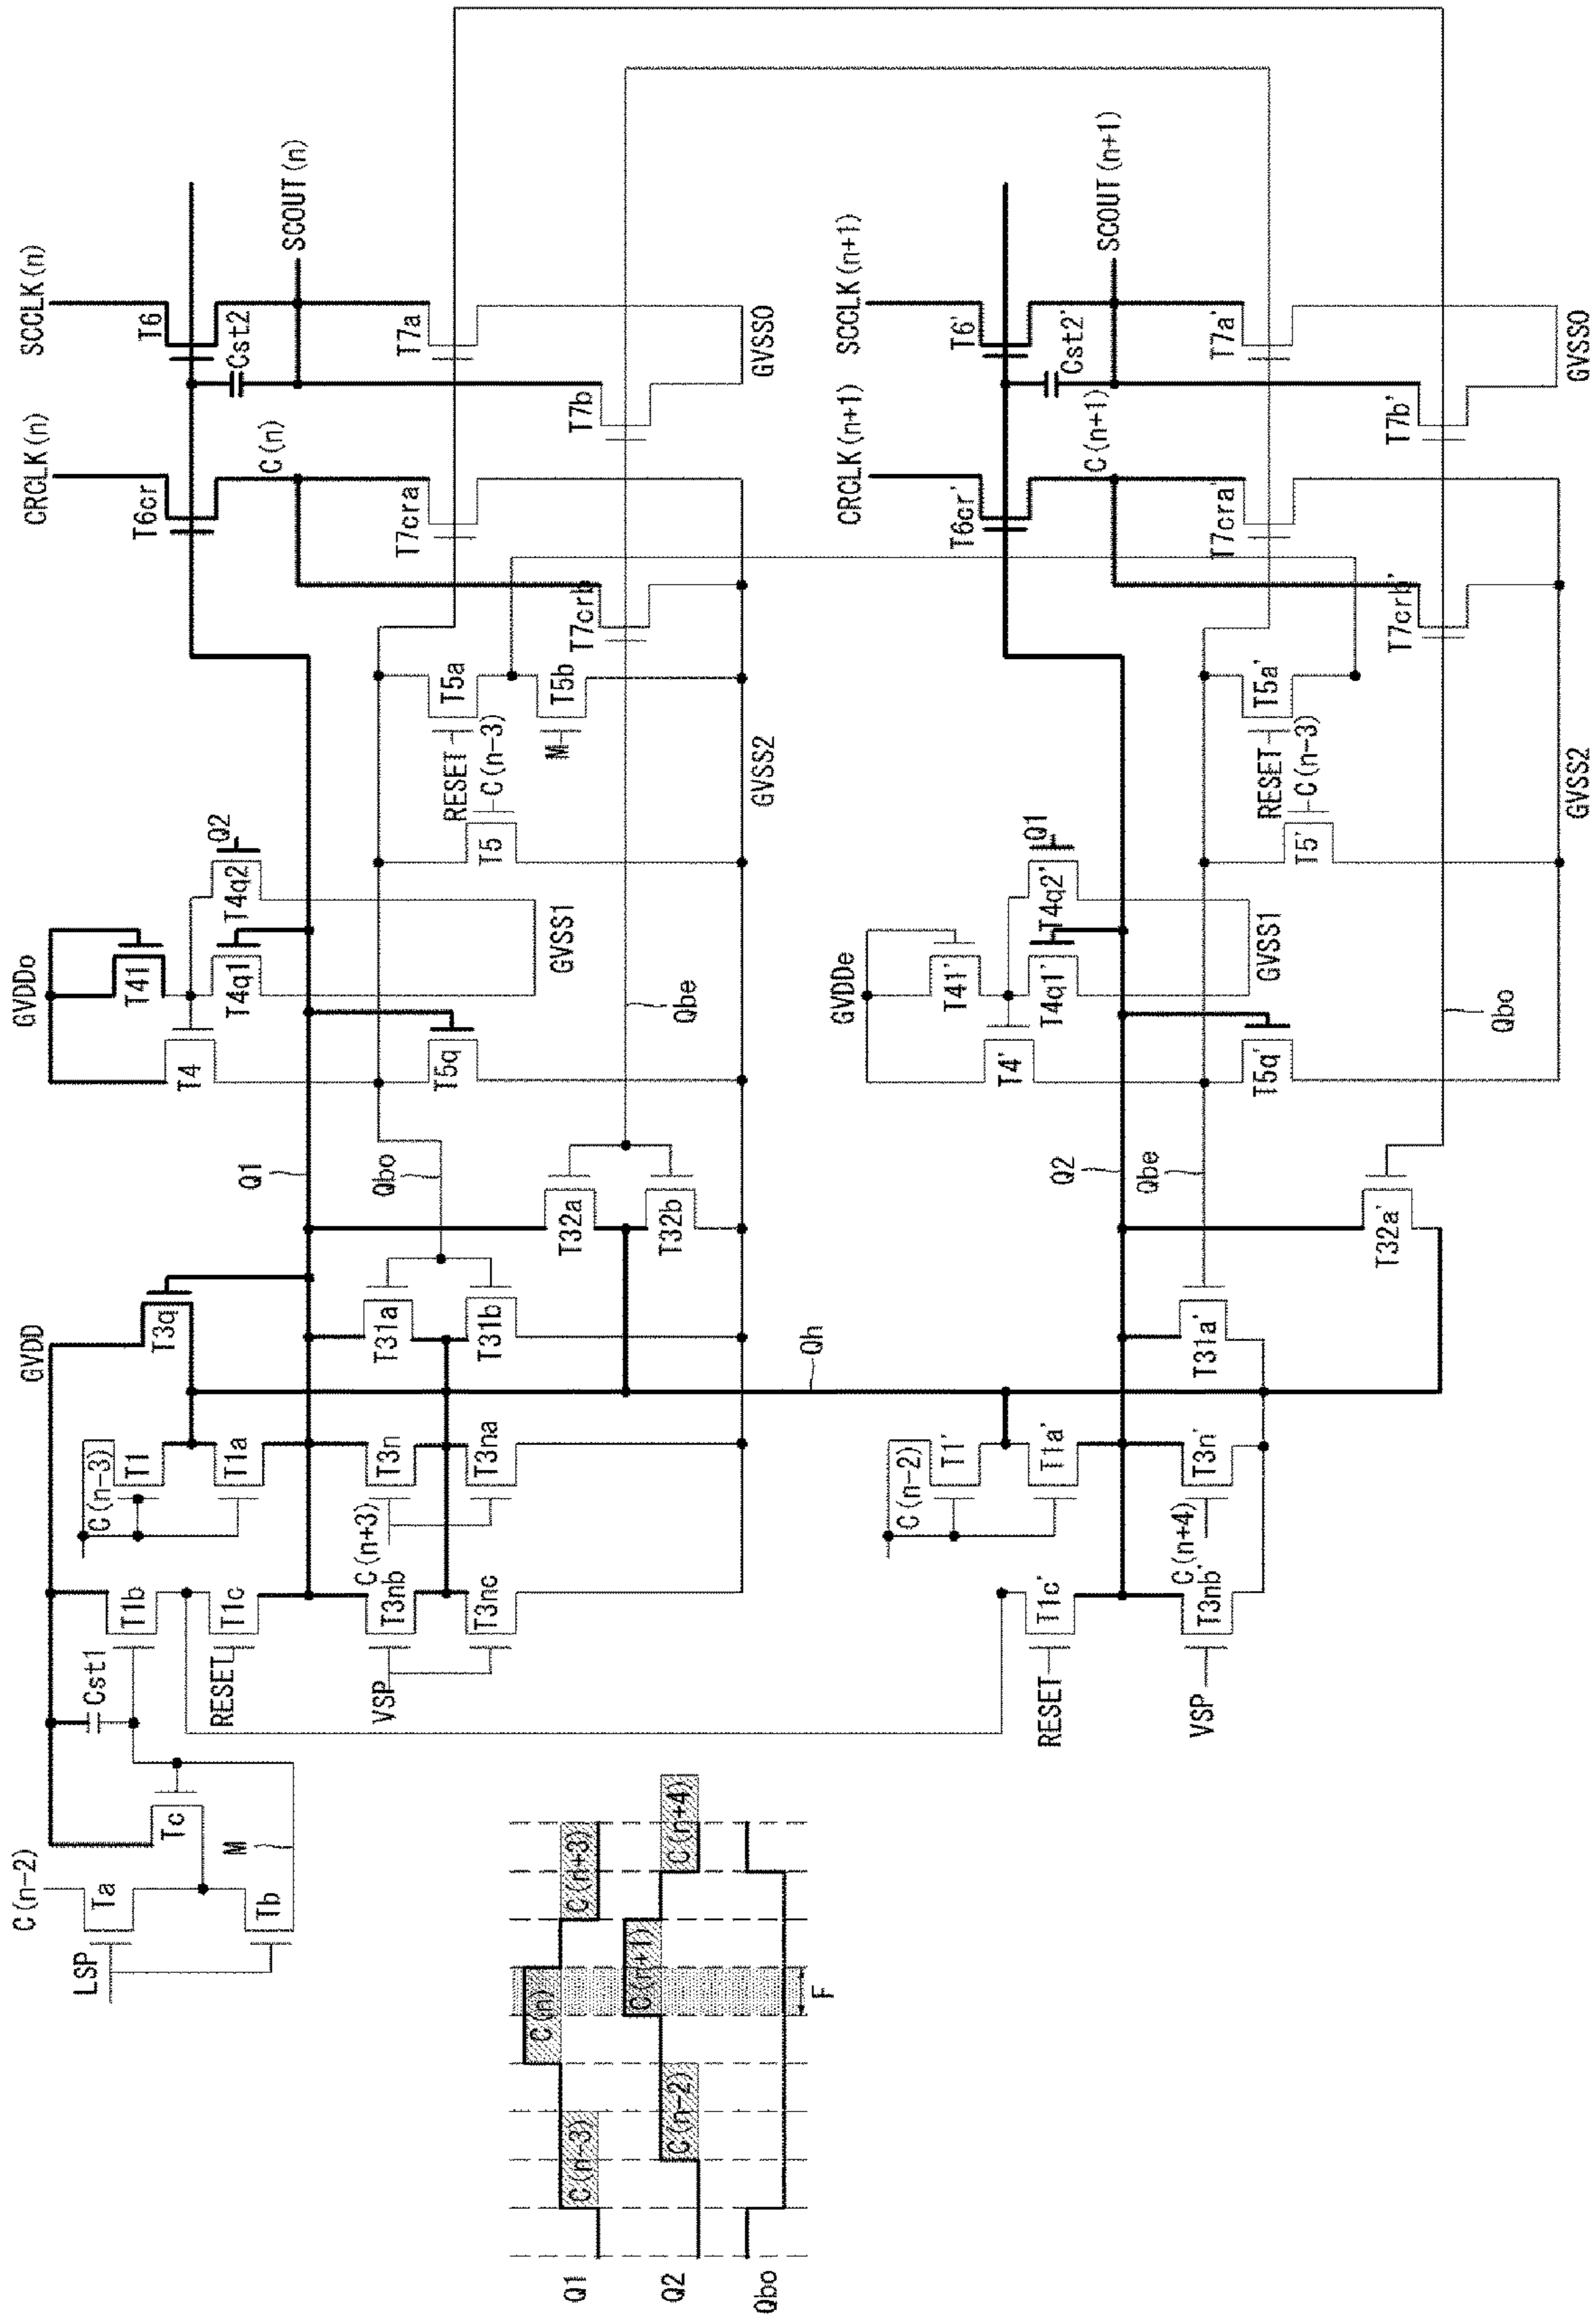 C(n-2)
GVDD
GVDDo
CRCLK(n)
SCCLK(n)
LSP
Ta
Tb
Tc
M
Cst1
T1b
T1c
RESET
C(n-3)
T1
T1a
T3q
Q1
T4
T41
T4q1
T4q2
Q2
T6cr
T6
Cst2
C(n)
SCOUT(n)
VSP
T3nb
T3nc
C(n+3)
T3n
T3na
T31a
T31b
Qbo
T32a
T32b
T5q
Qbe
GVSS1
T5
C(n-3)
RESET
T5a
T5b
M
T7crb
T7cra
T7b
T7a
GVSS2
GVSS0
Qh
GVDDe
CRCLK(n+1)
SCCLK(n+1)
RESET
T1c'
C(n-2)
T1'
T1a'
Q2
T4'
T41'
T4q1'
T4q2'
Q1
T6cr'
T6'
Cst2'
C(n+1)
SCOUT(n+1)
VSP
T3nb'
C(n+4)
T3n'
T31a'
Qbe
T32a'
T5q'
GVSS1
T5'
C(n-3)
RESET
T5a'
T7crb'
T7cra'
T7b'
T7a'
Qbo
GVSS2
GVSS0
Q1
C(n-3)
C(n)
C(n+3)
Q2
C(n-2)
C(n+1)
C(n+4)
Qbo
F